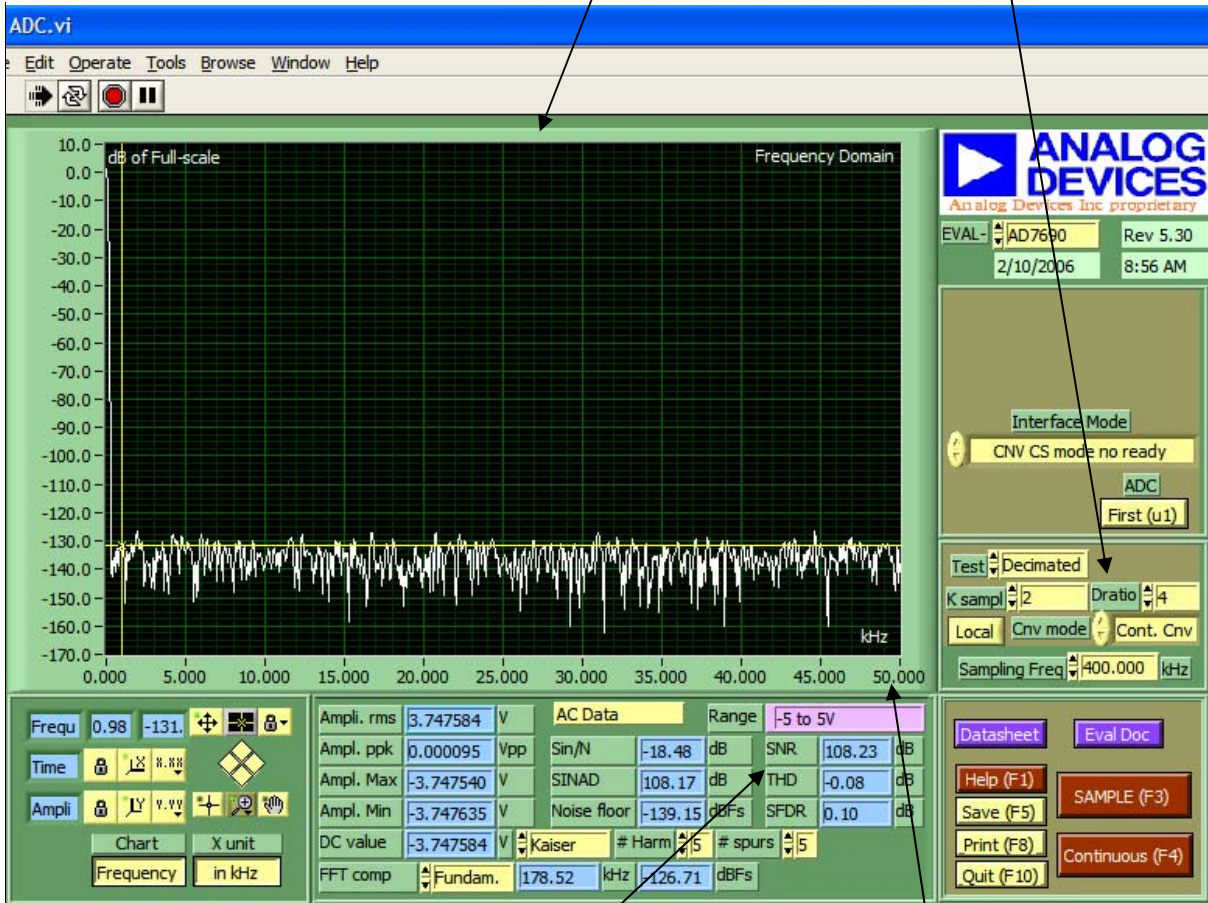 ADC.vi
Edit Operate Tools Browse Window Help
dB of Full-scale
Frequency Domain
10.0
0.0
-10.0
-20.0
-30.0
-40.0
-50.0
-60.0
-70.0
-80.0
-90.0
-100.0
-110.0
-120.0
-130.0
-140.0
-150.0
-160.0
-170.0
kHz
0.000 5.000 10.000 15.000 20.000 25.000 30.000 35.000 40.000 45.000 50.000
ANALOG
DEVICES
Analog Devices Inc proprietary
EVAL- AD7690 Rev 5.30
2/10/2006 8:56 AM
Interface Mode
CNV CS mode no ready
ADC
First (u1)
Test Decimated
K sampl 2 Dratio 4
Local Cnv mode Cont. Cnv
Sampling Freq 400.000 kHz
Frequ 0.98 -131.
Time
Ampli
Chart X unit
Frequency in kHz
Ampli. rms 3.747584 V AC Data Range -5 to 5V
Ampl. ppk 0.000095 Vpp Sin/N -18.48 dB SNR 108.23 dB
Ampl. Max -3.747540 V SINAD 108.17 dB THD -0.08 dB
Ampl. Min -3.747635 V Noise floor -139.15 dBFs SFDR 0.10 dB
DC value -3.747584 V Kaiser # Harm 5 # spurs 5
FFT comp Fundam. 178.52 kHz -126.71 dBFs
Datasheet Eval Doc
Help (F1)
Save (F5)
SAMPLE (F3)
Print (F8)
Quit (F10)
Continuous (F4)